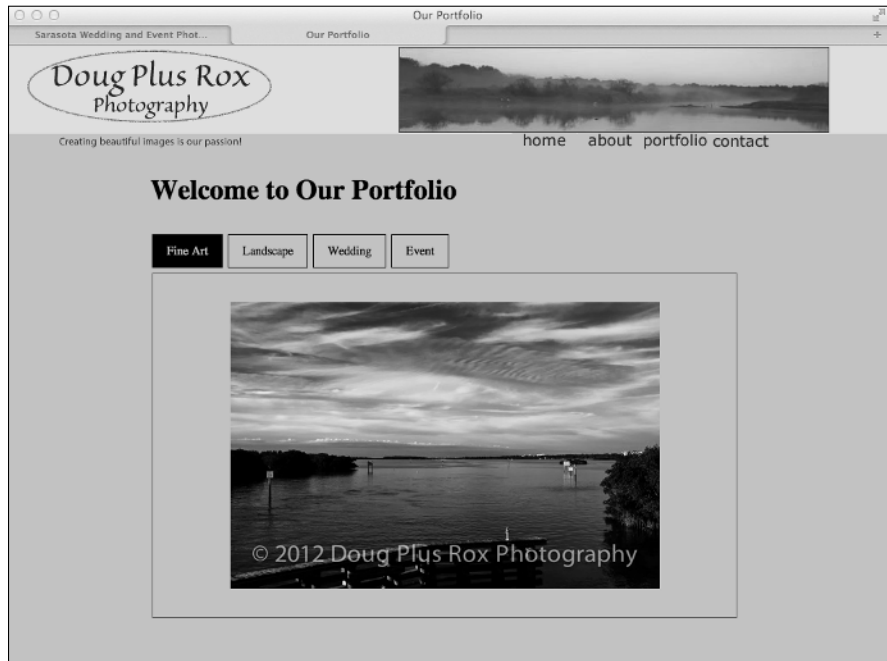 Our Portfolio
Sarasota Wedding and Event Phot...
Our Portfolio
Doug Plus Rox
Photography
Creating beautiful images is our passion!
home about portfolio contact
Welcome to Our Portfolio
Fine Art Landscape Wedding Event
© 2012 Doug Plus Rox Photography